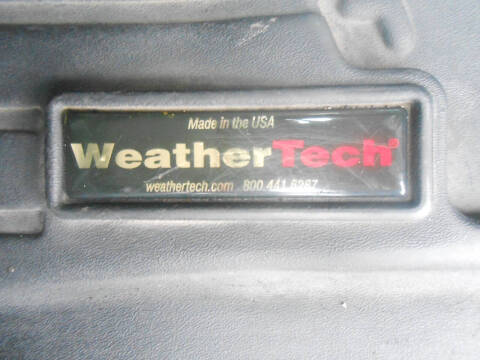 Made in the USA
WeatherTech®
weathertech.com 800.441.6287